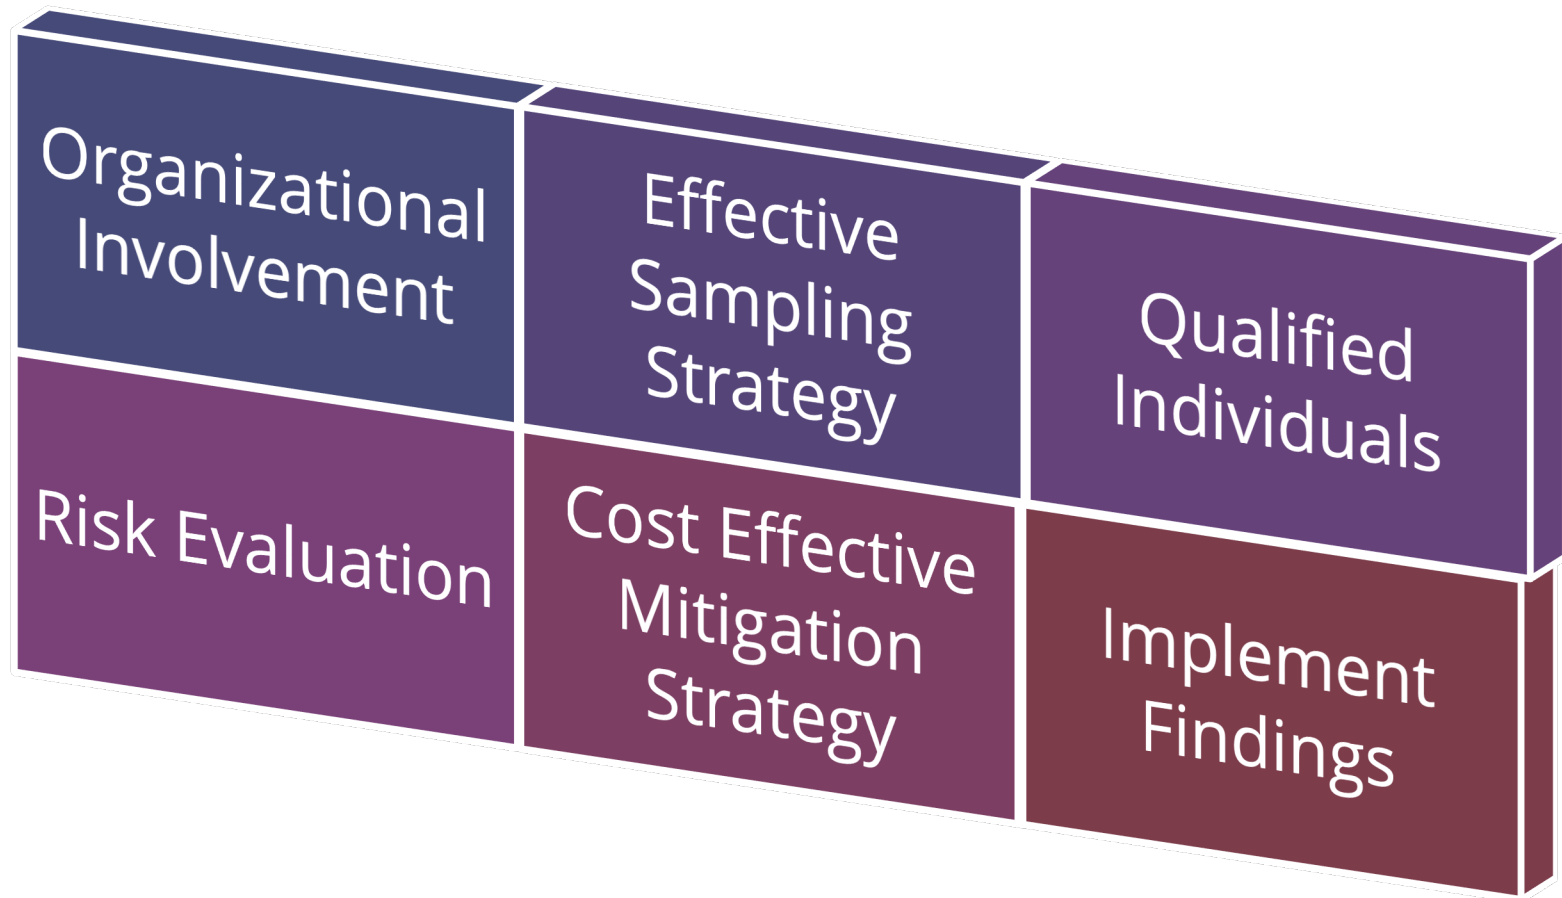 Organizational
Involvement
Effective
Sampling
Strategy
Qualified
Individuals
Risk Evaluation
Cost Effective
Mitigation
Strategy
Implement
Findings